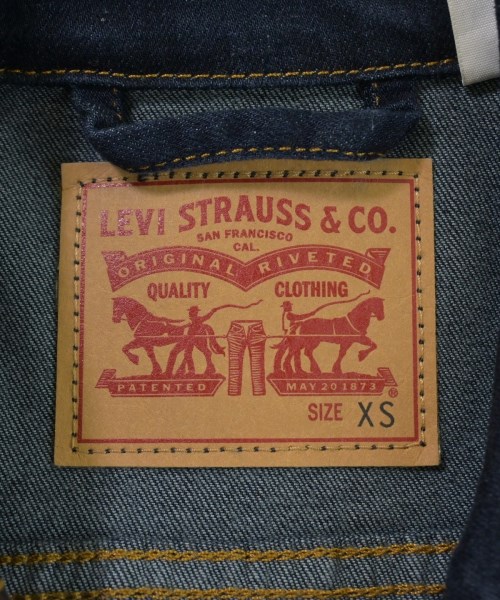 LEVI STRAUSS & CO.
SAN FRANCISCO
CAL.
ORIGINAL RIVETED
QUALITY CLOTHING
PATENTED MAY 20 1873
®
SIZE XS